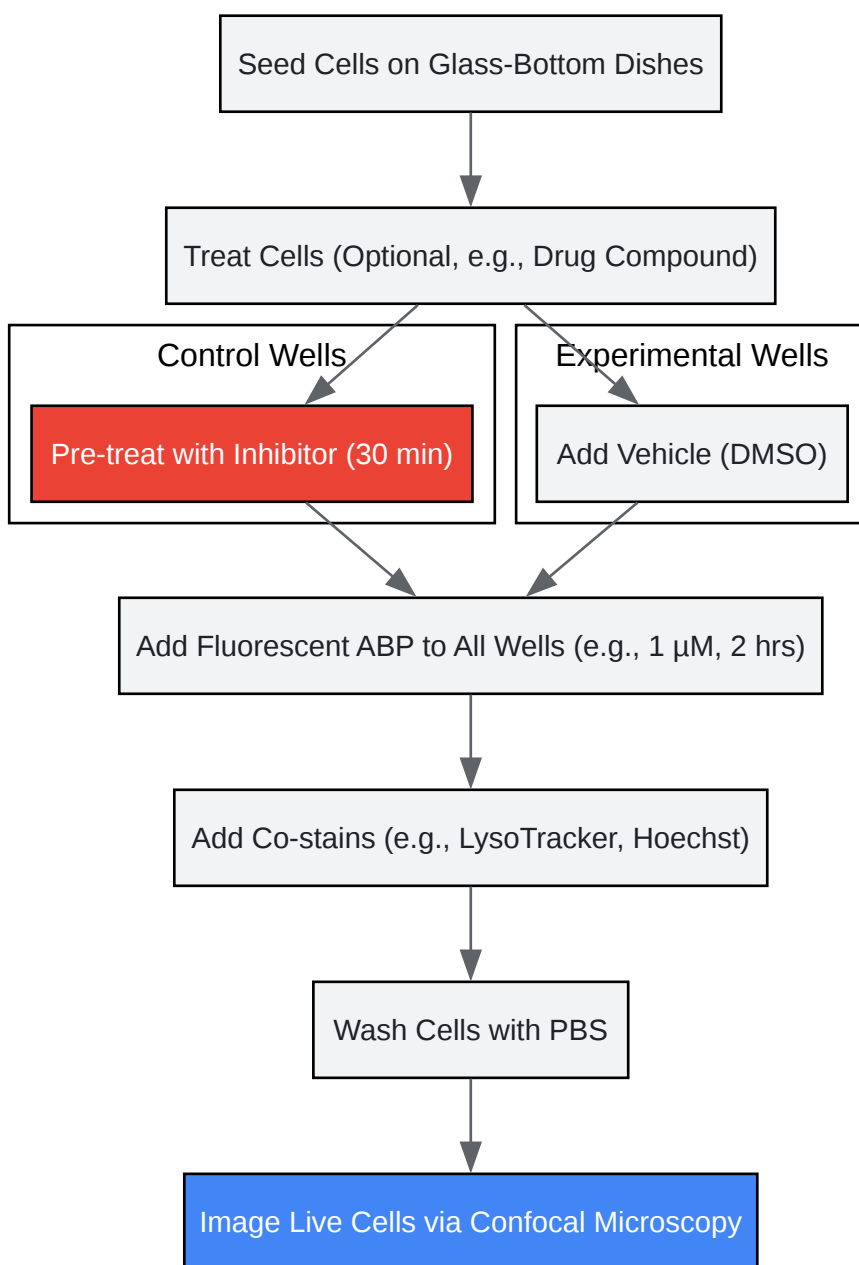 Seed Cells on Glass-Bottom Dishes
Treat Cells (Optional, e.g., Drug Compound)
Control Wells
Experimental Wells
Pre-treat with Inhibitor (30 min)
Add Vehicle (DMSO)
Add Fluorescent ABP to All Wells (e.g., 1 µM, 2 hrs)
Add Co-stains (e.g., LysoTracker, Hoechst)
Wash Cells with PBS
Image Live Cells via Confocal Microscopy